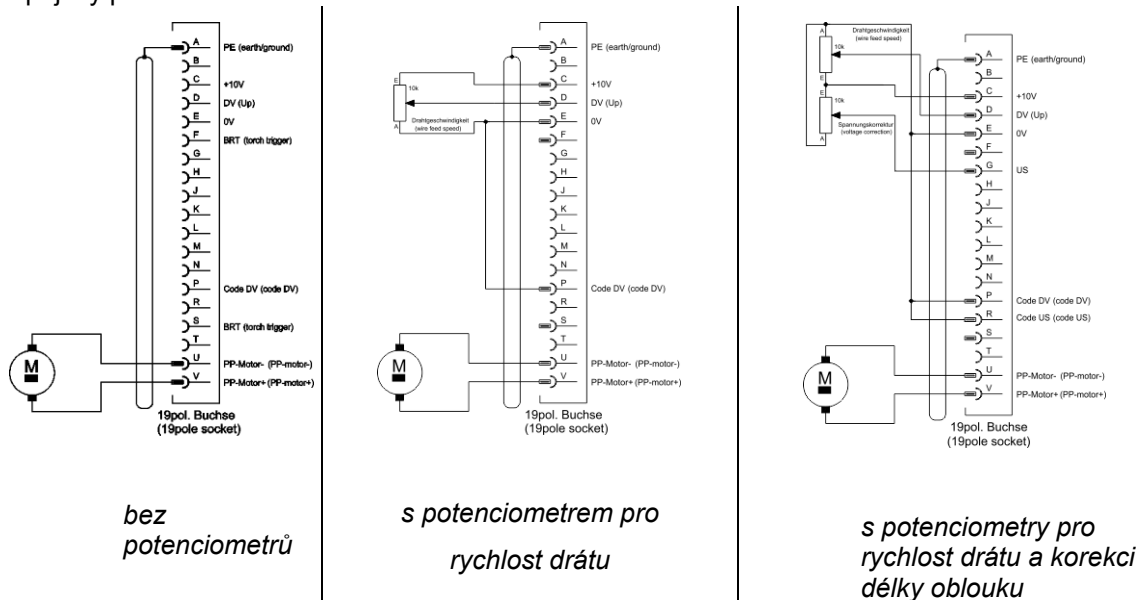 A
PE (earth/ground)
B
C
+10V
D
DV (Up)
E
0V
F
BRT (torch trigger)
G
H
J
K
L
M
N
P
Code DV (code DV)
R
S
BRT (torch trigger)
T
U
PP-Motor- (PP-motor-)
V
PP-Motor+ (PP-motor+)
M
19pol. Buchse
(19pole socket)
bez
potenciometrů
A
PE (earth/ground)
B
E
10k
C
+10V
D
DV (Up)
Drahtgeschwindigkeit
(wire feed speed)
A
E
0V
F
G
H
J
K
L
M
N
P
Code DV (code DV)
R
S
T
U
PP-Motor- (PP-motor-)
V
PP-Motor+ (PP-motor+)
M
19pol. Buchse
(19pole socket)
s potenciometrem pro
rychlost drátu
A
Drahtgeschwindigkeit
(wire feed speed)
10k
E
E
10k
Spannungskorrektur
(voltage correction)
A
A
PE (earth/ground)
B
C
+10V
D
DV (Up)
E
0V
F
G
US
H
J
K
L
M
N
P
Code DV (code DV)
R
Code US (code US)
S
T
U
PP-Motor- (PP-motor-)
V
PP-Motor+ (PP-motor+)
M
19pol. Buchse
(19pole socket)
s potenciometry pro
rychlost drátu a korekci
délky oblouku